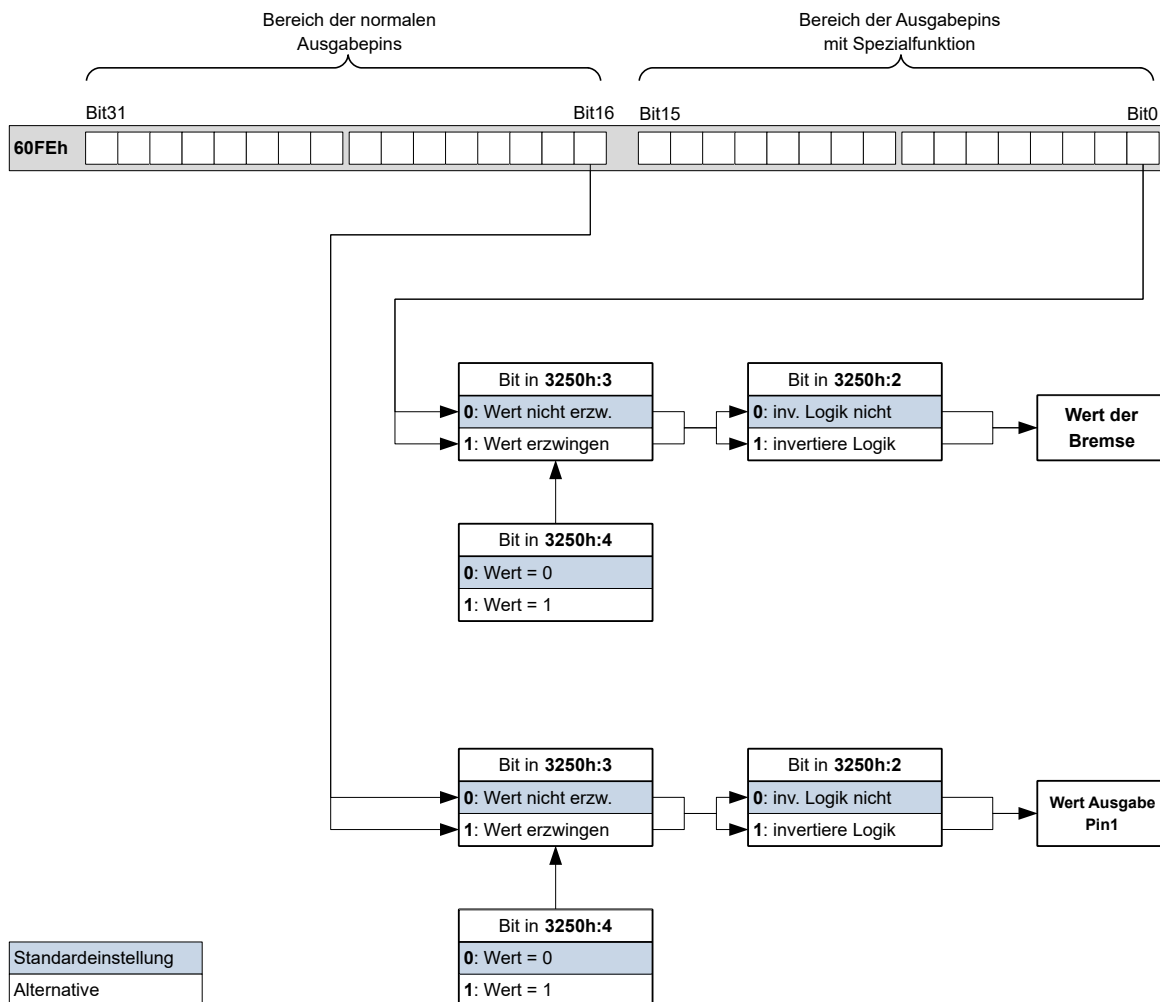 Bereich der normalen
Ausgabepins
Bereich der Ausgabepins
mit Spezialfunktion
Bit31
Bit16
Bit15
Bit0
60FEh
Bit in 3250h:3
0: Wert nicht erzw.
1: Wert erzwingen
Bit in 3250h:2
0: inv. Logik nicht
1: invertiere Logik
Wert der
Bremse
Bit in 3250h:4
0: Wert = 0
1: Wert = 1
Bit in 3250h:3
0: Wert nicht erzw.
1: Wert erzwingen
Bit in 3250h:2
0: inv. Logik nicht
1: invertiere Logik
Wert Ausgabe
Pin1
Bit in 3250h:4
0: Wert = 0
1: Wert = 1
Standardeinstellung
Alternative